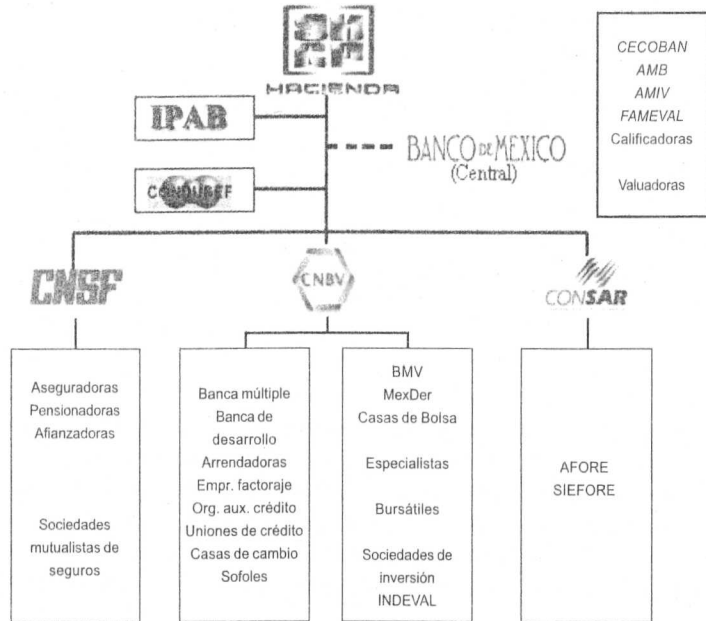 HACIENDA
IPAB
CONDUSEF
BANCO DE MEXICO
(Central)
CECOBAN
AMB
AMIV
FAMEVAL
Calificadoras
Valuadoras
CNSF
CNBV
CONSAR
Aseguradoras
Pensionadoras
Afianzadoras
Sociedades
mutualistas de
seguros
Banca múltiple
Banca de
desarrollo
Arrendadoras
Empr. factoraje
Org. aux. crédito
Uniones de crédito
Casas de cambio
Sofoles
BMV
MexDer
Casas de Bolsa
Especialistas
Bursátiles
Sociedades de
inversión
INDEVAL
AFORE
SIEFORE